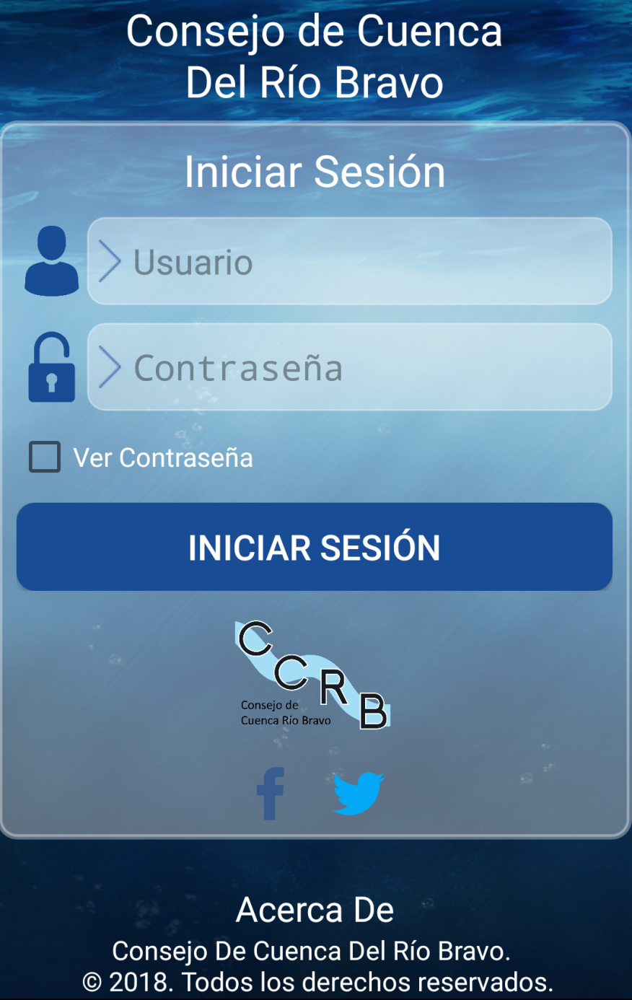 Consejo de Cuenca
Del Río Bravo
Iniciar Sesión
Usuario
Contraseña
Ver Contraseña
INICIAR SESIÓN
CCRB
Consejo de
Cuenca Río Bravo
Acerca De
Consejo De Cuenca Del Río Bravo.
© 2018. Todos los derechos reservados.